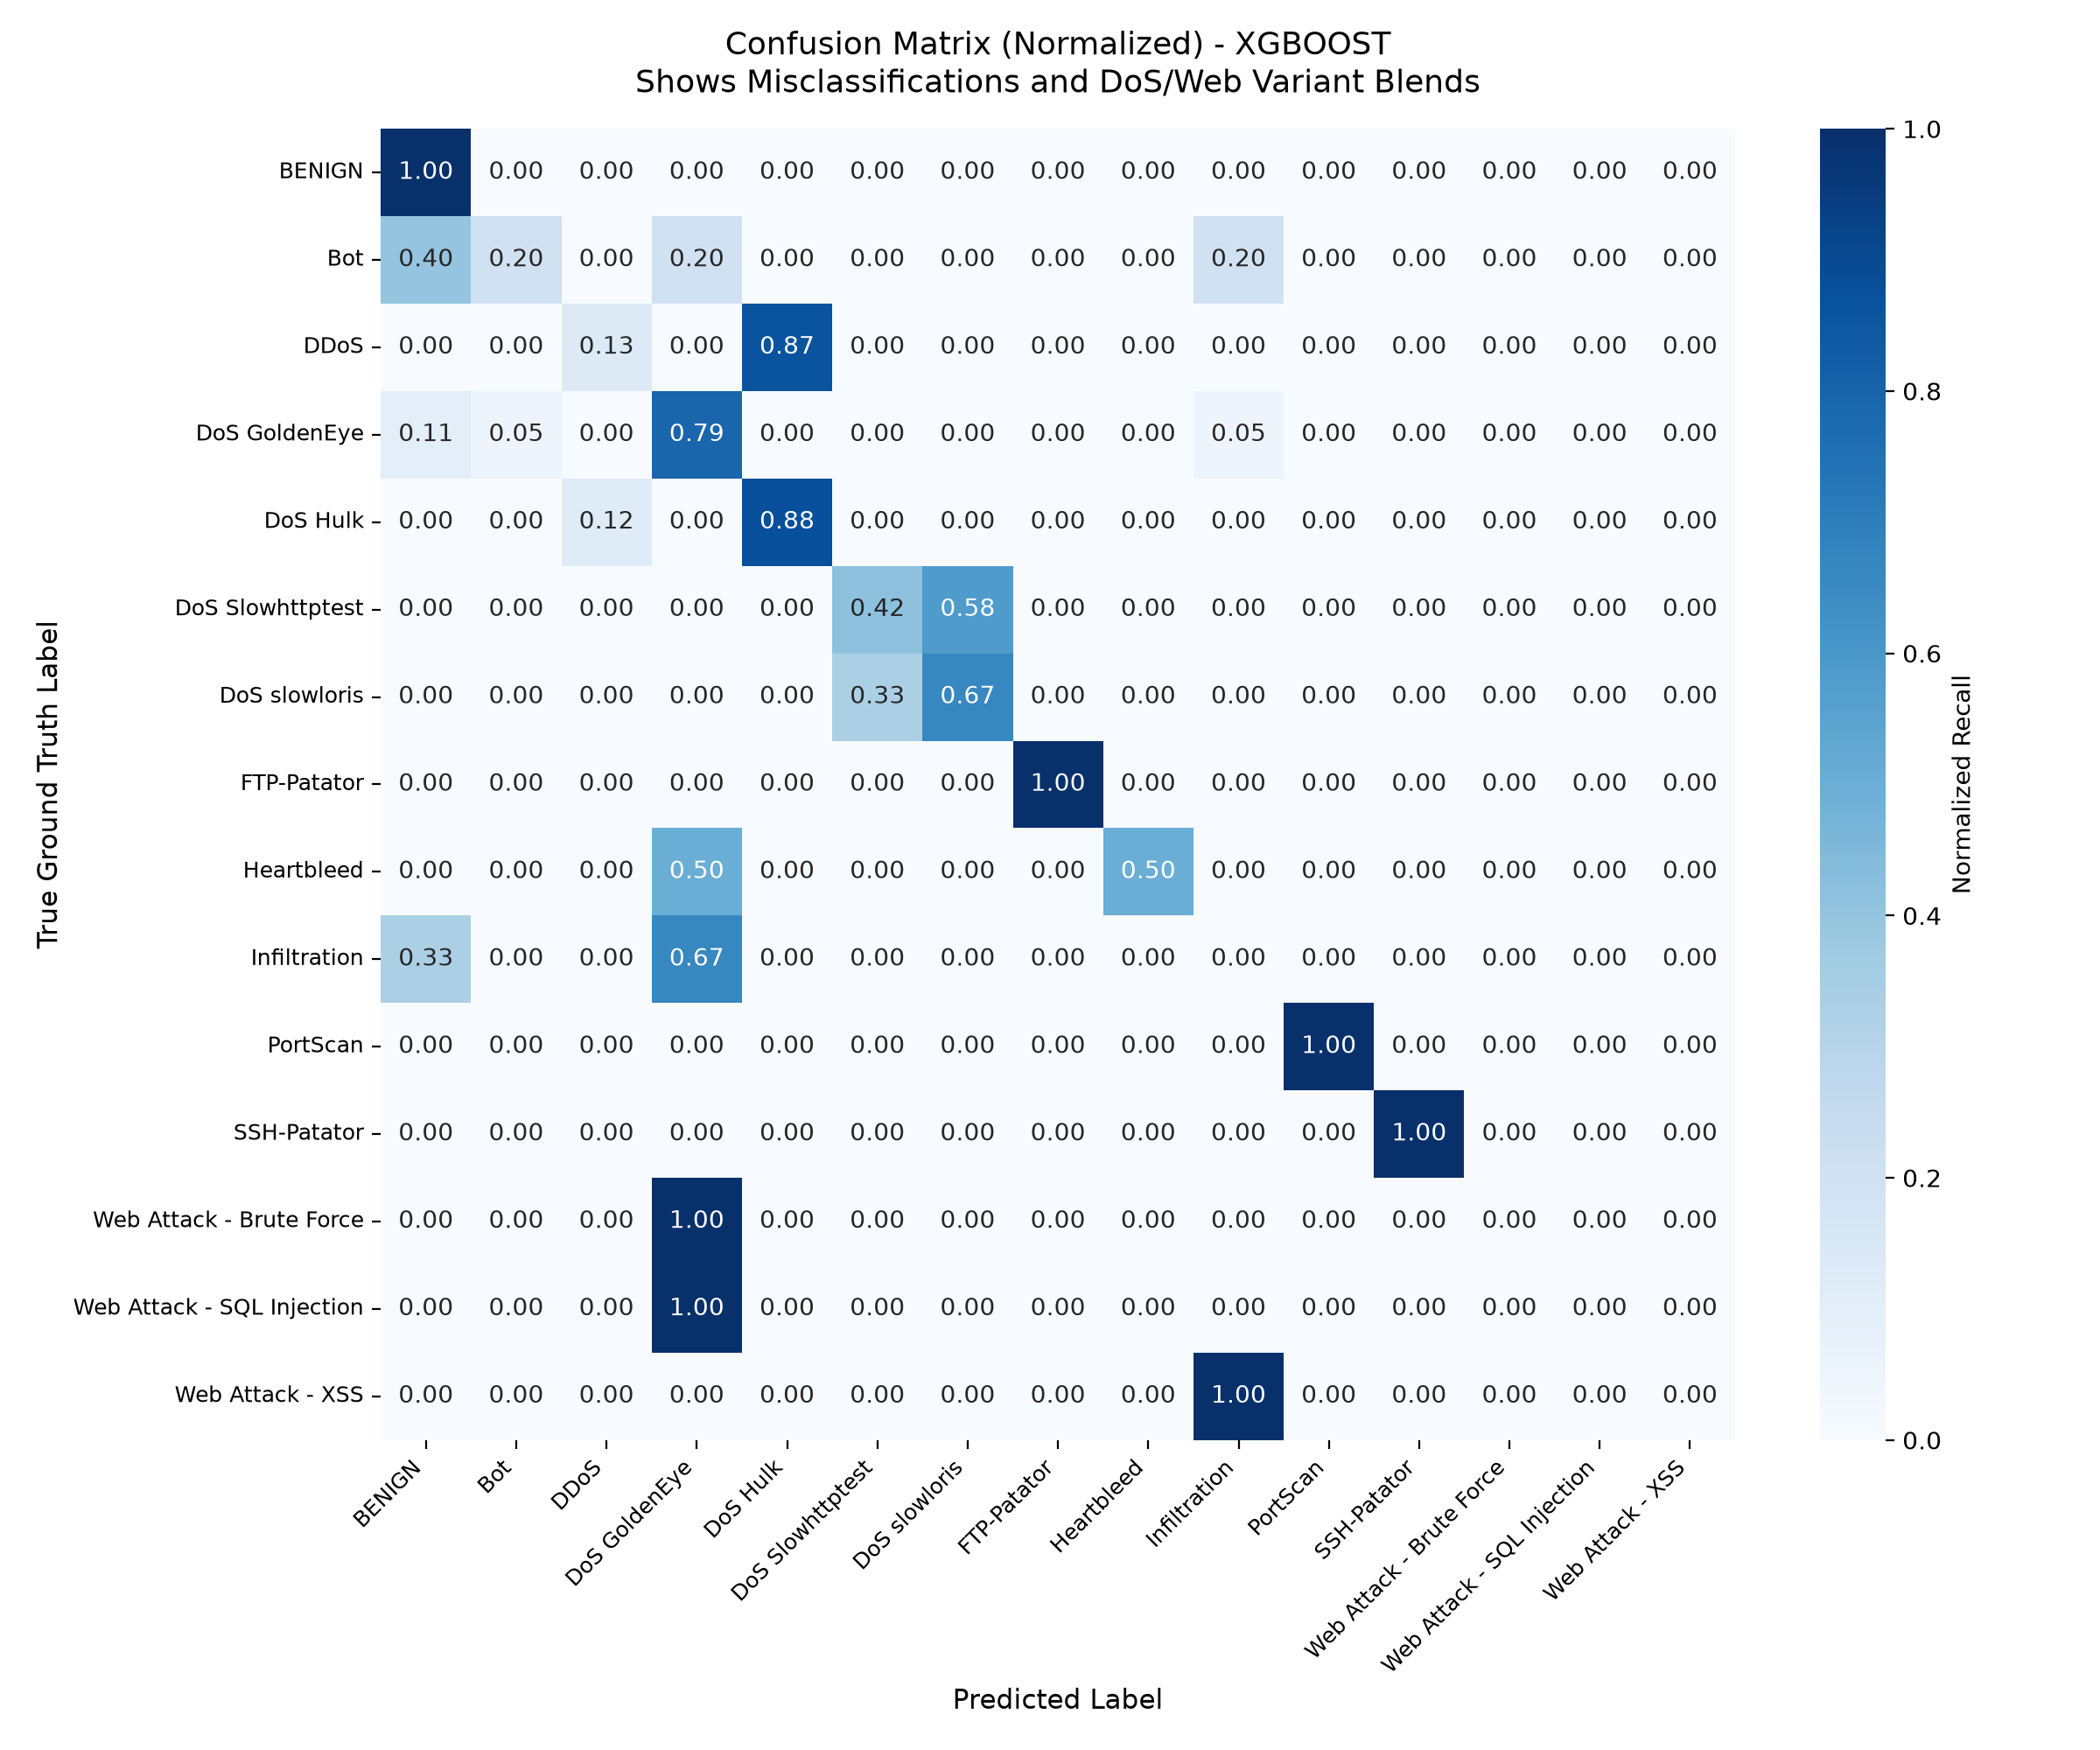 Confusion Matrix (Normalized) - XGBOOST
Shows Misclassifications and DoS/Web Variant Blends
True Ground Truth Label
BENIGN 1.00 0.00 0.00 0.00 0.00 0.00 0.00 0.00 0.00 0.00 0.00 0.00 0.00 0.00 0.00
Bot 0.40 0.20 0.00 0.20 0.00 0.00 0.00 0.00 0.00 0.20 0.00 0.00 0.00 0.00 0.00
DDoS 0.00 0.00 0.13 0.00 0.87 0.00 0.00 0.00 0.00 0.00 0.00 0.00 0.00 0.00 0.00
DoS GoldenEye 0.11 0.05 0.00 0.79 0.00 0.00 0.00 0.00 0.00 0.05 0.00 0.00 0.00 0.00 0.00
DoS Hulk 0.00 0.00 0.12 0.00 0.88 0.00 0.00 0.00 0.00 0.00 0.00 0.00 0.00 0.00 0.00
DoS Slowhttptest 0.00 0.00 0.00 0.00 0.00 0.42 0.58 0.00 0.00 0.00 0.00 0.00 0.00 0.00 0.00
DoS slowloris 0.00 0.00 0.00 0.00 0.00 0.33 0.67 0.00 0.00 0.00 0.00 0.00 0.00 0.00 0.00
FTP-Patator 0.00 0.00 0.00 0.00 0.00 0.00 0.00 1.00 0.00 0.00 0.00 0.00 0.00 0.00 0.00
Heartbleed 0.00 0.00 0.00 0.50 0.00 0.00 0.00 0.00 0.50 0.00 0.00 0.00 0.00 0.00 0.00
Infiltration 0.33 0.00 0.00 0.67 0.00 0.00 0.00 0.00 0.00 0.00 0.00 0.00 0.00 0.00 0.00
PortScan 0.00 0.00 0.00 0.00 0.00 0.00 0.00 0.00 0.00 0.00 1.00 0.00 0.00 0.00 0.00
SSH-Patator 0.00 0.00 0.00 0.00 0.00 0.00 0.00 0.00 0.00 0.00 0.00 1.00 0.00 0.00 0.00
Web Attack - Brute Force 0.00 0.00 0.00 1.00 0.00 0.00 0.00 0.00 0.00 0.00 0.00 0.00 0.00 0.00 0.00
Web Attack - SQL Injection 0.00 0.00 0.00 1.00 0.00 0.00 0.00 0.00 0.00 0.00 0.00 0.00 0.00 0.00 0.00
Web Attack - XSS 0.00 0.00 0.00 0.00 0.00 0.00 0.00 0.00 0.00 1.00 0.00 0.00 0.00 0.00 0.00
BENIGN
Bot
DDoS
DoS GoldenEye
DoS Hulk
DoS Slowhttptest
DoS slowloris
FTP-Patator
Heartbleed
Infiltration
PortScan
SSH-Patator
Web Attack - Brute Force
Web Attack - SQL Injection
Web Attack - XSS
Predicted Label
1.0
0.8
0.6
0.4
0.2
0.0
Normalized Recall